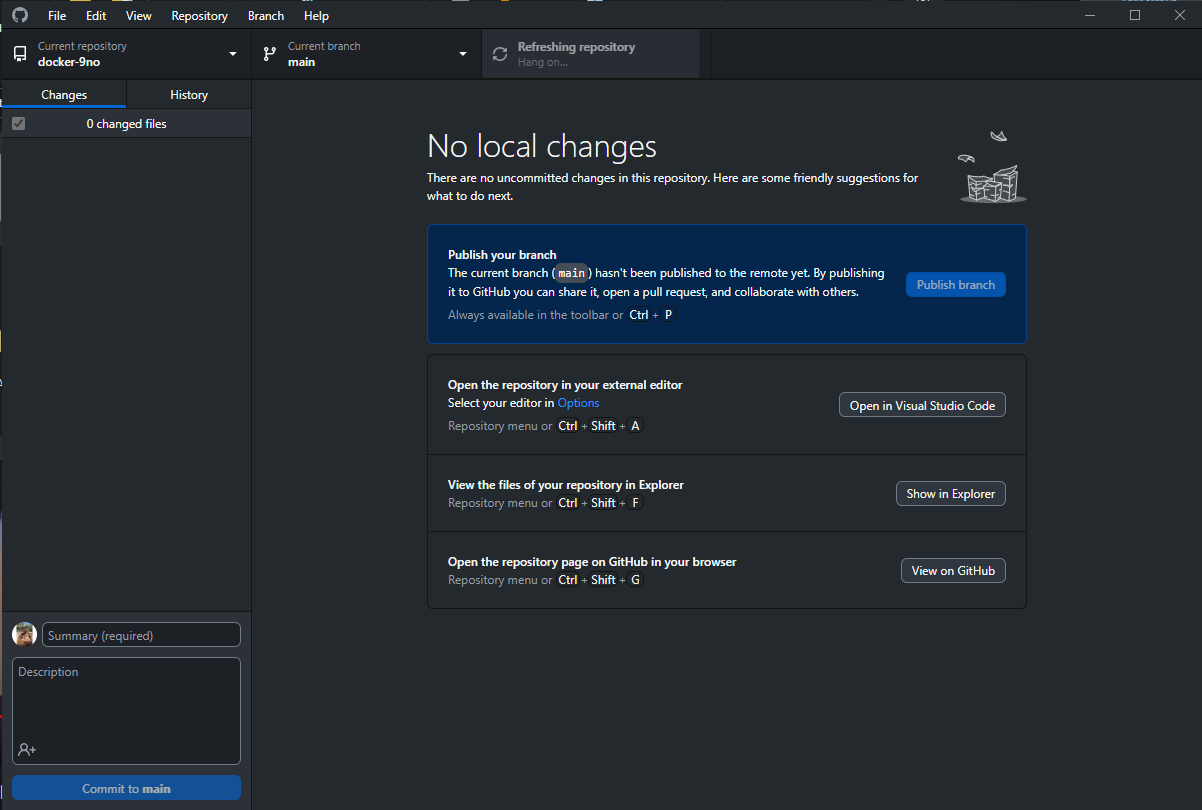 File Edit View Repository Branch Help
Current repository
docker-9no
Current branch
main
Refreshing repository
Hang on...
Changes History
0 changed files
No local changes
There are no uncommitted changes in this repository. Here are some friendly suggestions for
what to do next.
Publish your branch
The current branch (main) hasn't been published to the remote yet. By publishing
it to GitHub you can share it, open a pull request, and collaborate with others.
Always available in the toolbar or Ctrl + P
Publish branch
Open the repository in your external editor
Select your editor in Options
Repository menu or Ctrl + Shift + A
Open in Visual Studio Code
View the files of your repository in Explorer
Repository menu or Ctrl + Shift + F
Show in Explorer
Open the repository page on GitHub in your browser
Repository menu or Ctrl + Shift + G
View on GitHub
Summary (required)
Description
Commit to main